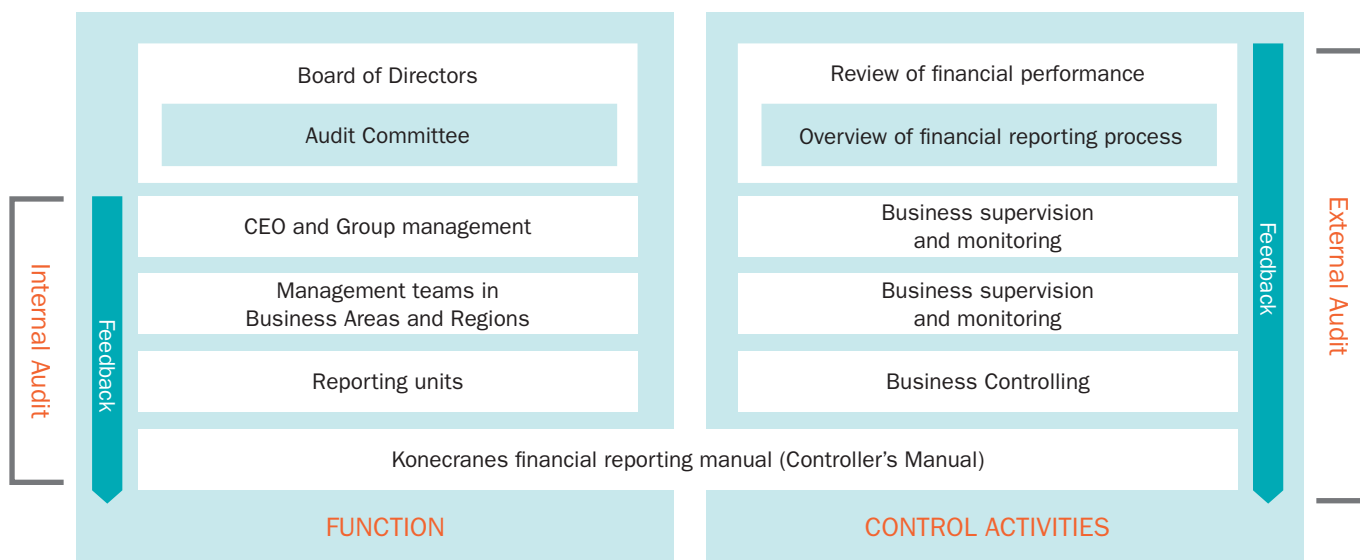 Board of Directors
Audit Committee
CEO and Group management
Management teams in
Business Areas and Regions
Reporting units
Review of financial performance
Overview of financial reporting process
Business supervision
and monitoring
Business supervision
and monitoring
Business Controlling
Konecranes financial reporting manual (Controller's Manual)
FUNCTION
CONTROL ACTIVITIES
Internal Audit
Feedback
Feedback
External Audit